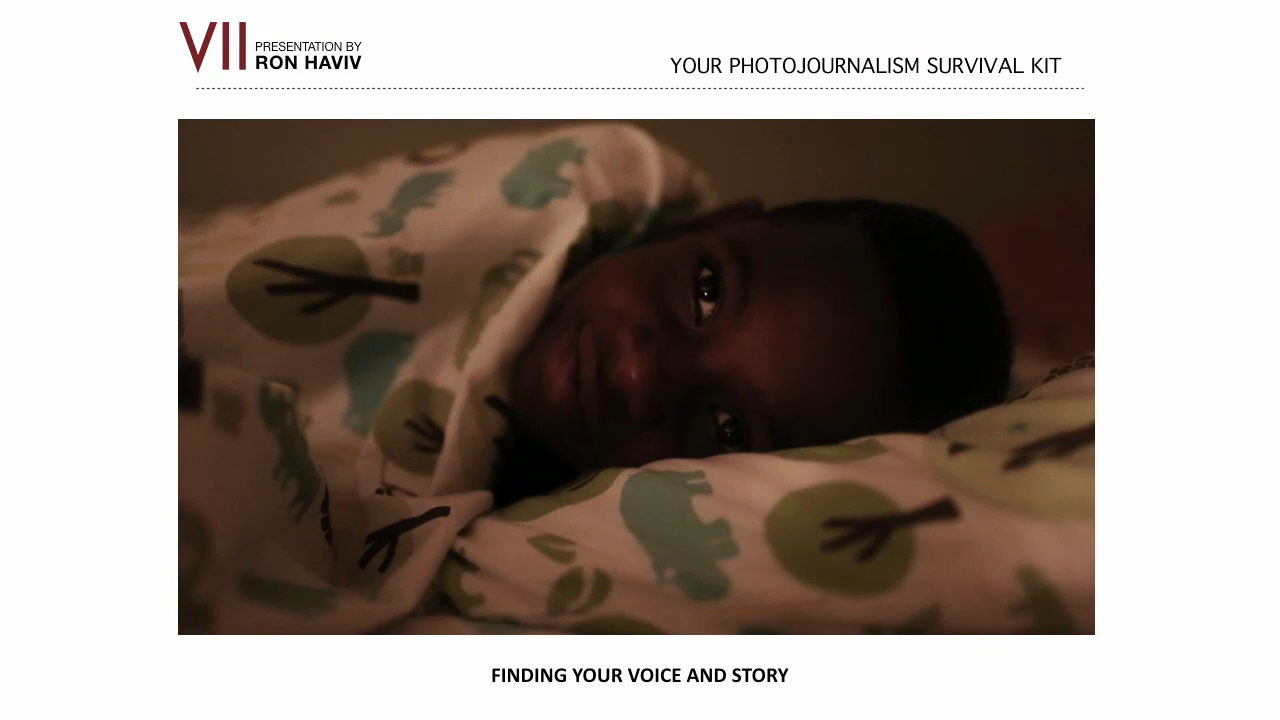 VII
PRESENTATION BY
RON HAVIV
YOUR PHOTOJOURNALISM SURVIVAL KIT
FINDING YOUR VOICE AND STORY